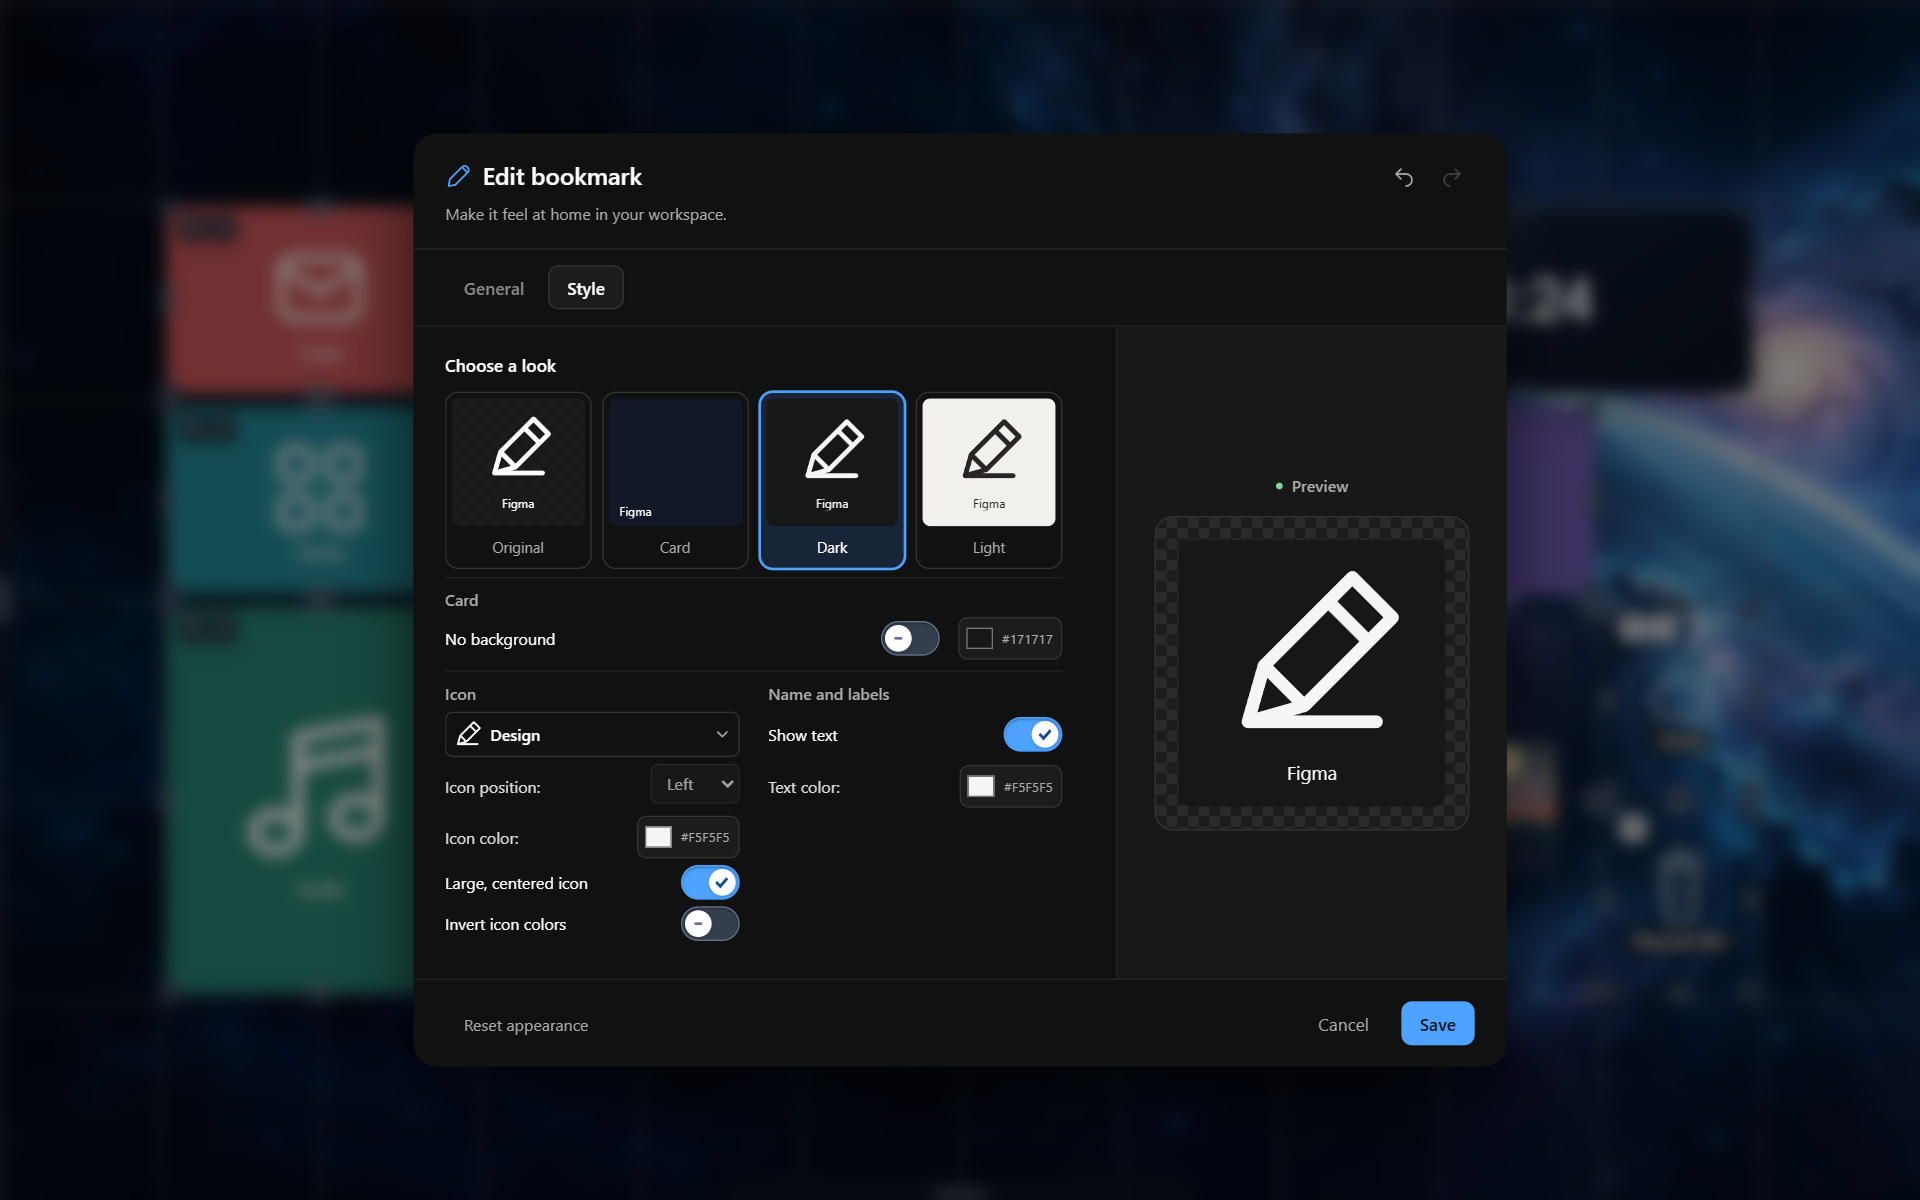 Edit bookmark
Make it feel at home in your workspace.
General
Style
Choose a look
Figma
Figma
Figma
Figma
Original
Card
Dark
Light
Preview
Card
No background
#171717
Icon
Name and labels
Design
Show text
Icon position:
Left
Text color:
#F5F5F5
Icon color:
#F5F5F5
Large, centered icon
Invert icon colors
Figma
Reset appearance
Cancel
Save
:24